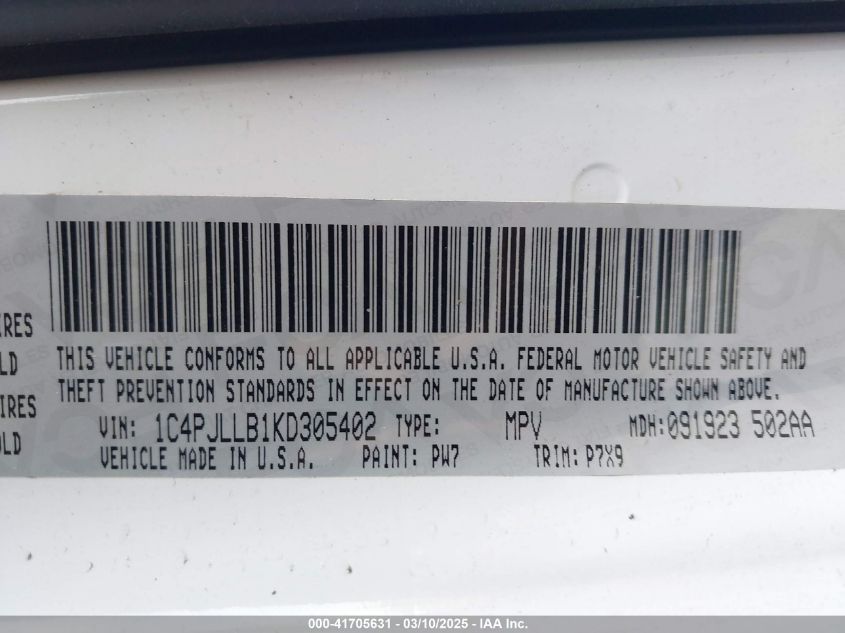 IRES
LD
IRES
OLD
THIS VEHICLE CONFORMS TO ALL APPLICABLE U.S.A. FEDERAL MOTOR VEHICLE SAFETY AND
THEFT PREVENTION STANDARDS IN EFFECT ON THE DATE OF MANUFACTURE SHOWN ABOVE.
VIN: 1C4PJLLB1KD305402 TYPE: MPV MDH:091923 502AA
VEHICLE MADE IN U.S.A. PAINT: PW7 TRIM: P7X9
000-41705631 - 03/10/2025 - IAA Inc.